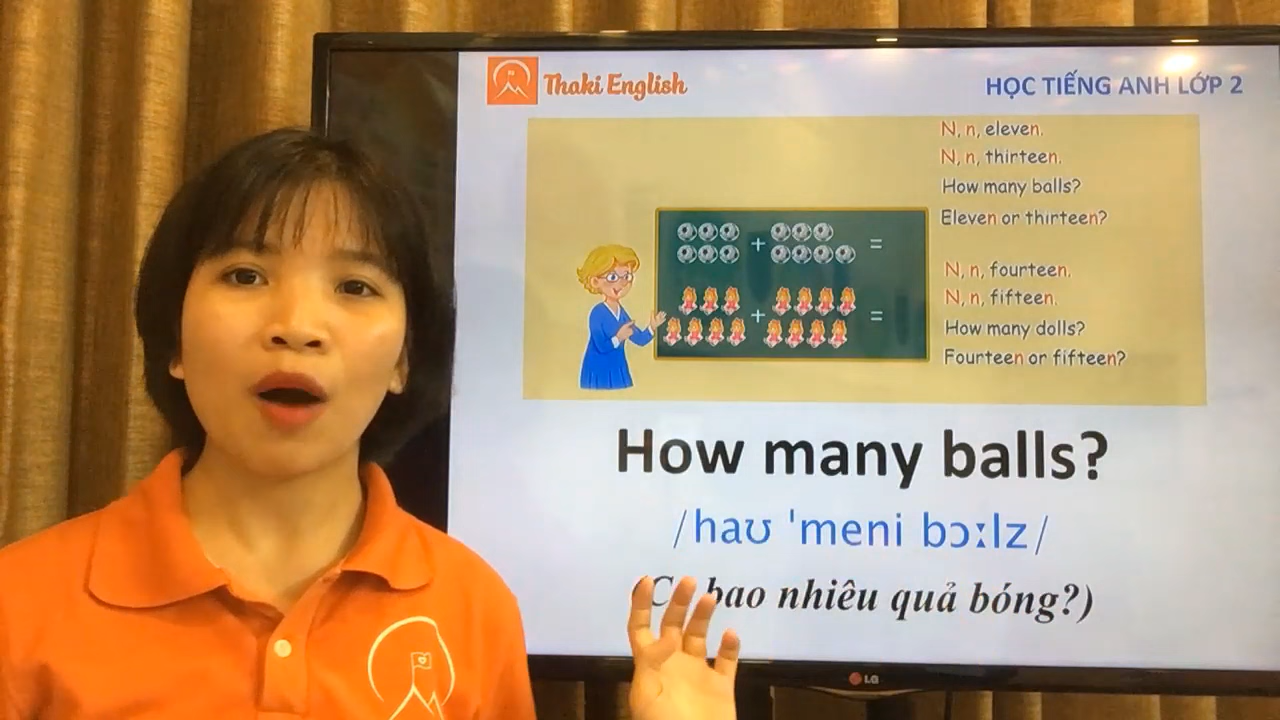 Thaki English
HỌC TIẾNG ANH LỚP 2
N, n, eleven.
N, n, thirteen.
How many balls?
Eleven or thirteen?
N, n, fourteen.
N, n, fifteen.
How many dolls?
Fourteen or fifteen?
+ =
+ =
How many balls?
/haʊ ˈmeni bɔːlz/
bao nhiêu quả bóng?)
LG